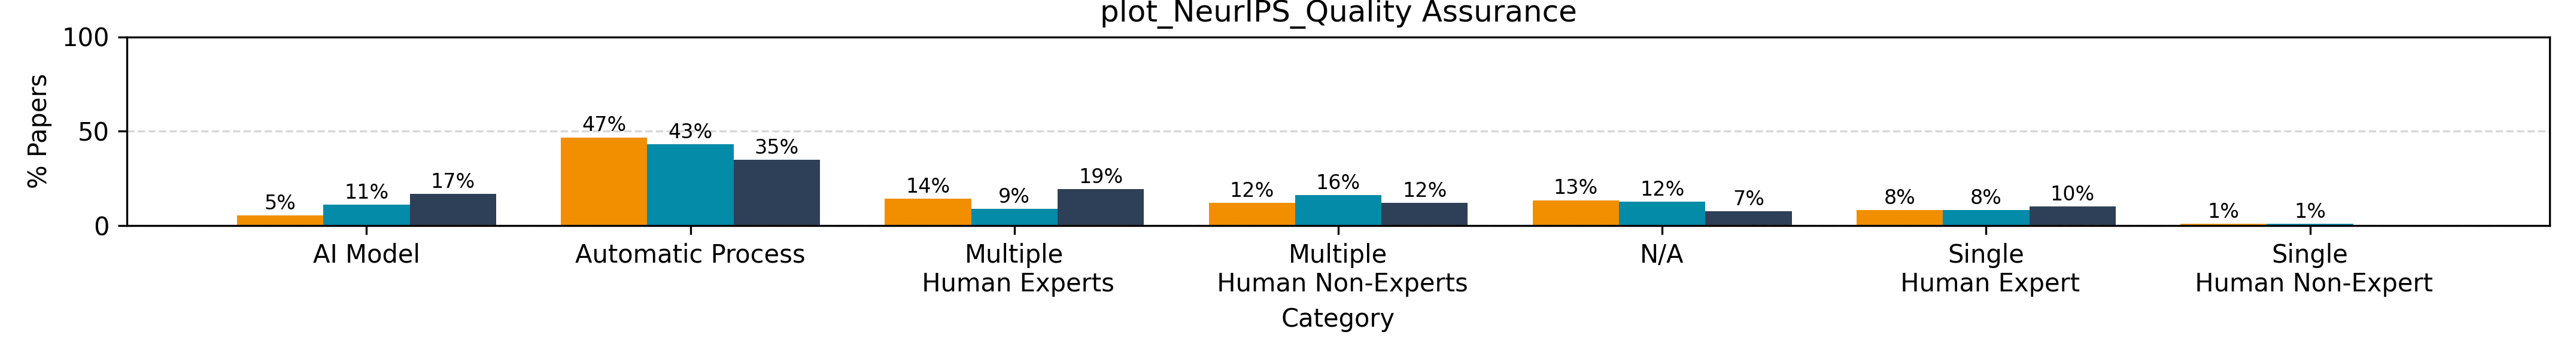 plot_NeurIPS_Quality Assurance
% Papers
100
50
0
5%
11%
17%
47%
43%
35%
14%
9%
19%
12%
16%
12%
13%
12%
7%
8%
8%
10%
1%
1%
AI Model
Automatic Process
Multiple
Human Experts
Multiple
Human Non-Experts
N/A
Single
Human Expert
Single
Human Non-Expert
Category